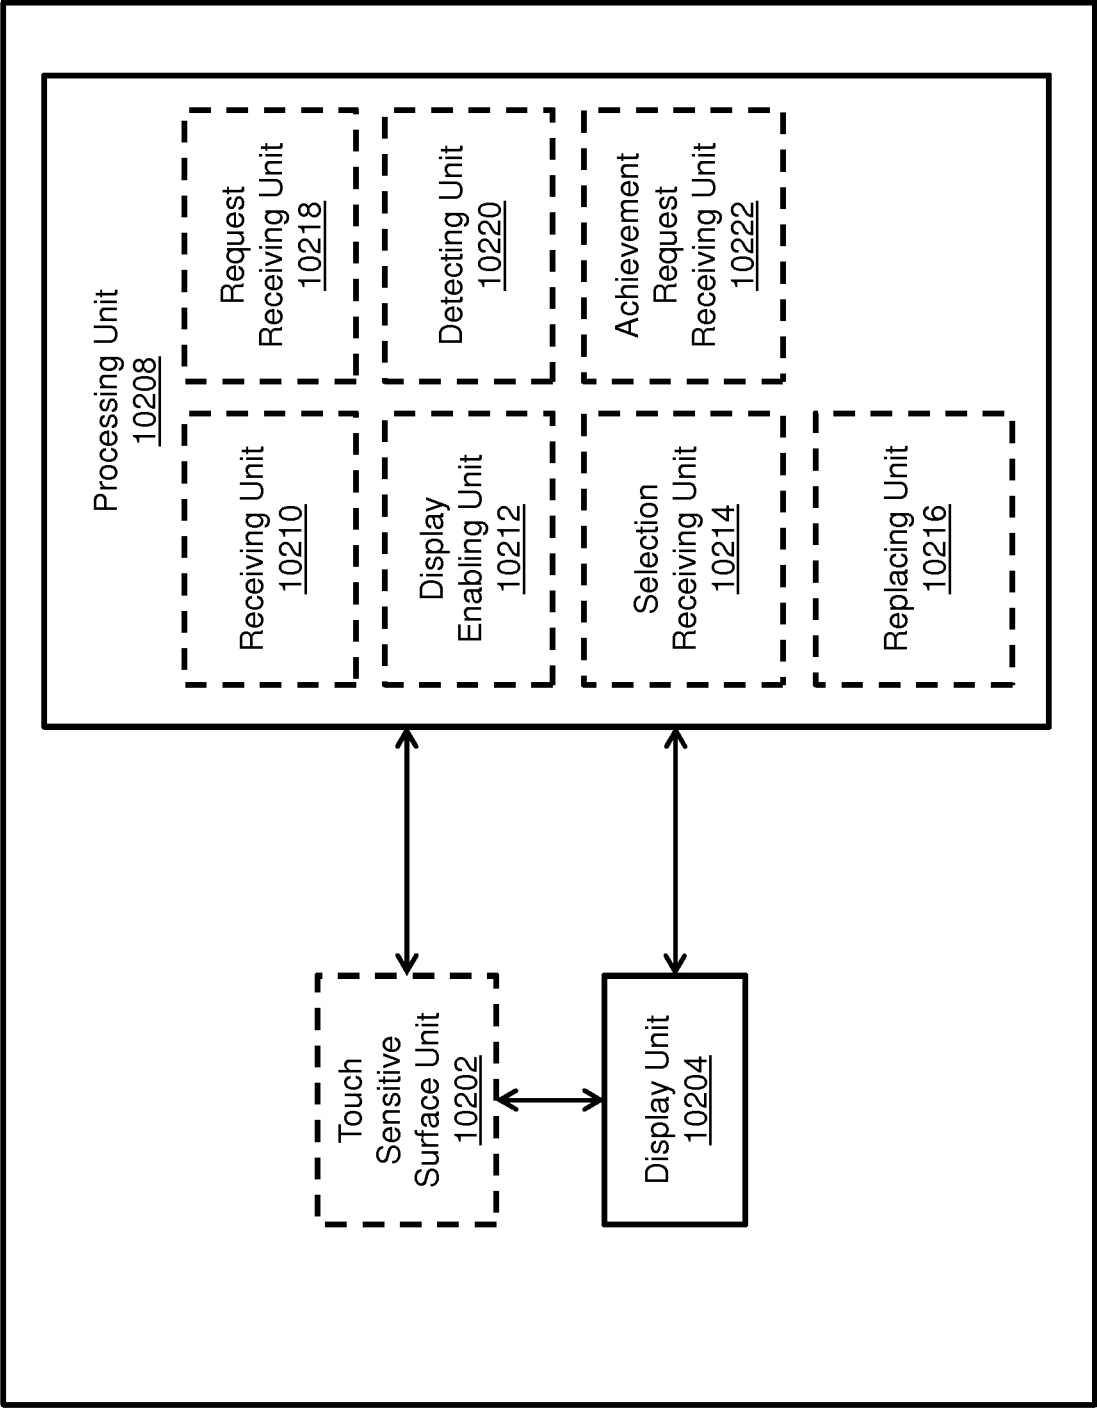 Processing Unit
10208
Receiving Unit
10210
Request
Receiving Unit
10218
Display
Enabling Unit
10212
Detecting Unit
10220
Selection
Receiving Unit
10214
Achievement
Request
Receiving Unit
10222
Replacing Unit
10216
Touch
Sensitive
Surface Unit
10202
Display Unit
10204